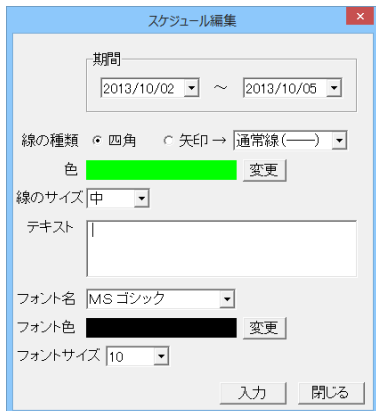 スケジュール編集
期間
2013/10/02 ～ 2013/10/05
線の種類 四角 矢印→ 通常線(──)
色 変更
線のサイズ 中
テキスト
フォント名 ＭＳ ゴシック
フォント色 変更
フォントサイズ 10
入力 閉じる